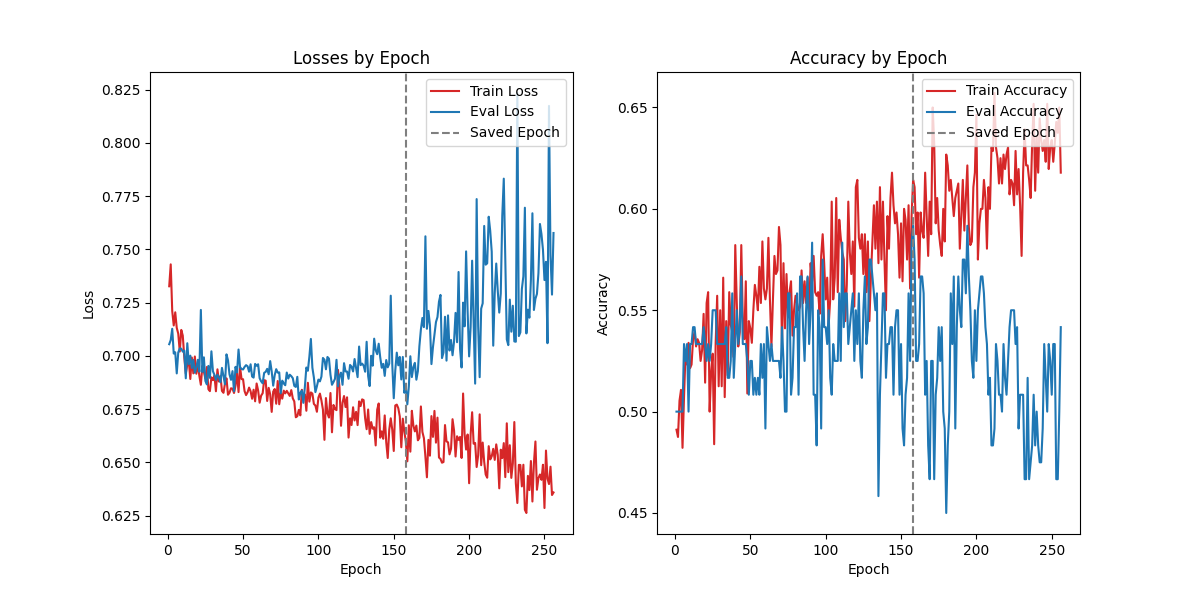 Losses by Epoch
Train Loss
Eval Loss
Saved Epoch
0.825
0.800
0.775
0.750
0.725
0.700
0.675
0.650
0.625
Loss
0
50
100
150
200
250
Epoch
Accuracy by Epoch
Train Accuracy
Eval Accuracy
Saved Epoch
0.65
0.60
0.55
0.50
0.45
Accuracy
0
50
100
150
200
250
Epoch